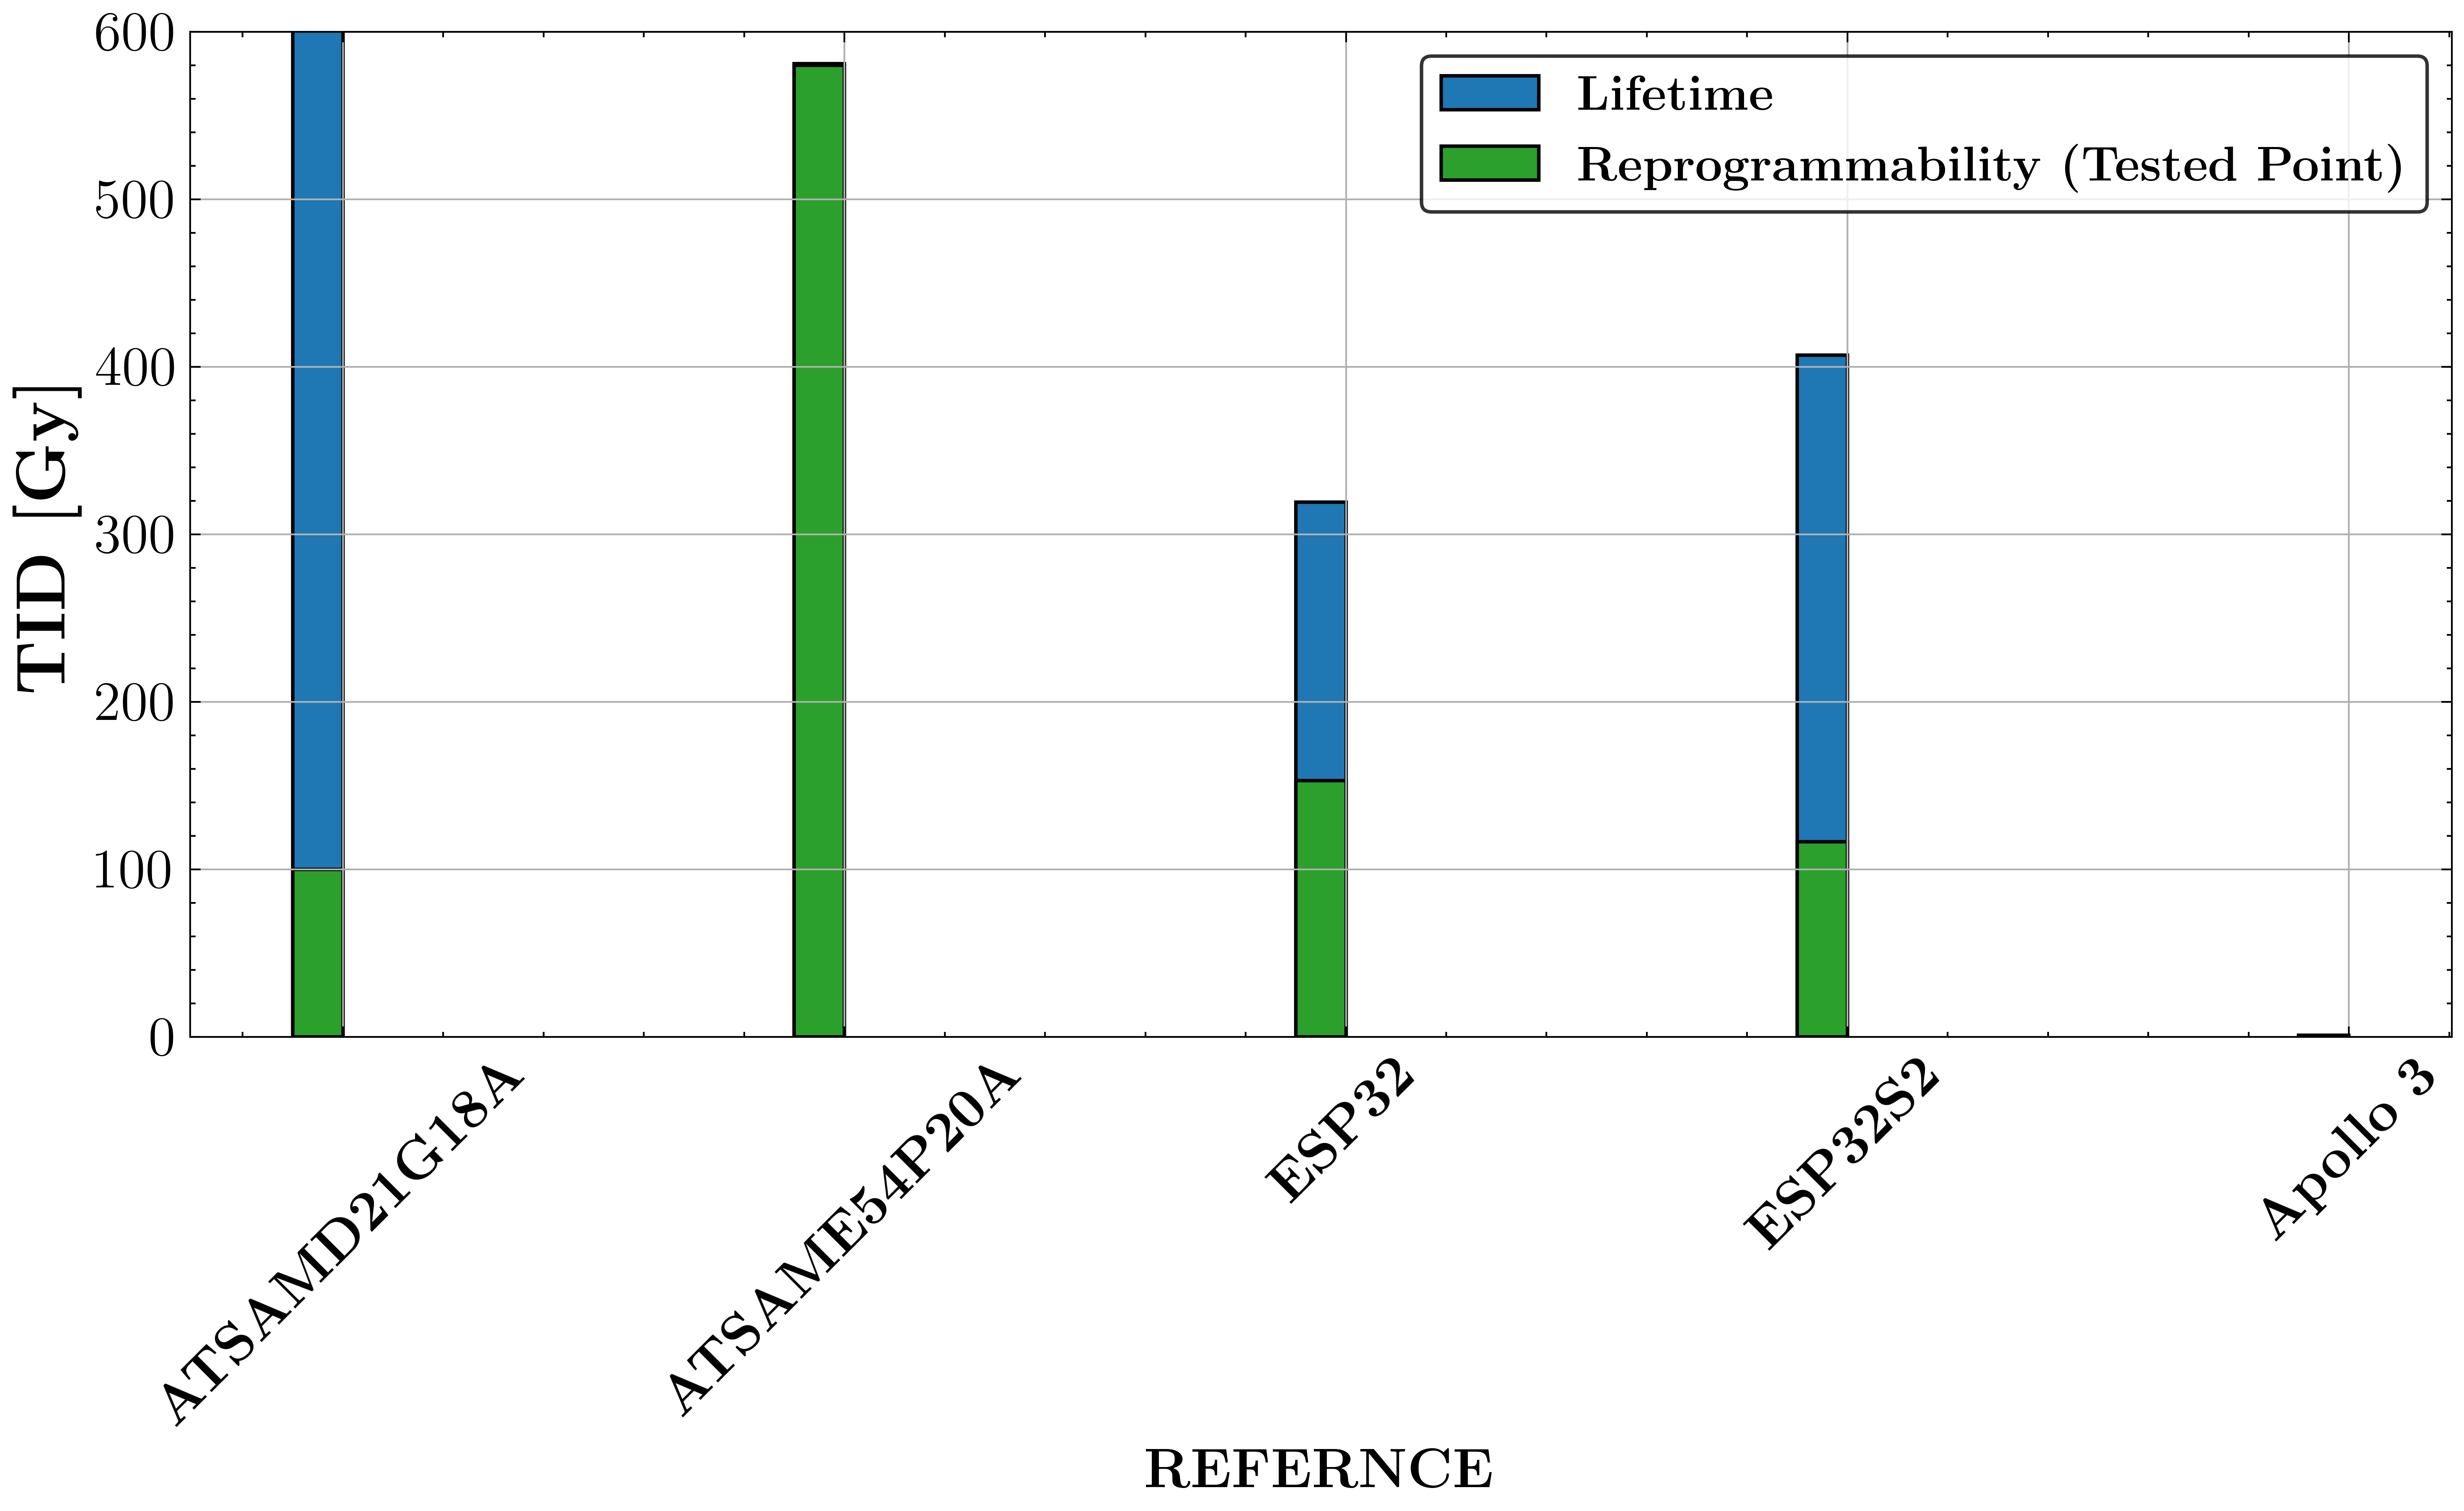 600
500
400
300
200
100
0
TID [Gy]
Lifetime
Reprogrammability (Tested Point)
ATSAMD21G18A
ATSAME54P20A
ESP32
ESP32S2
Apollo 3
REFERNCE